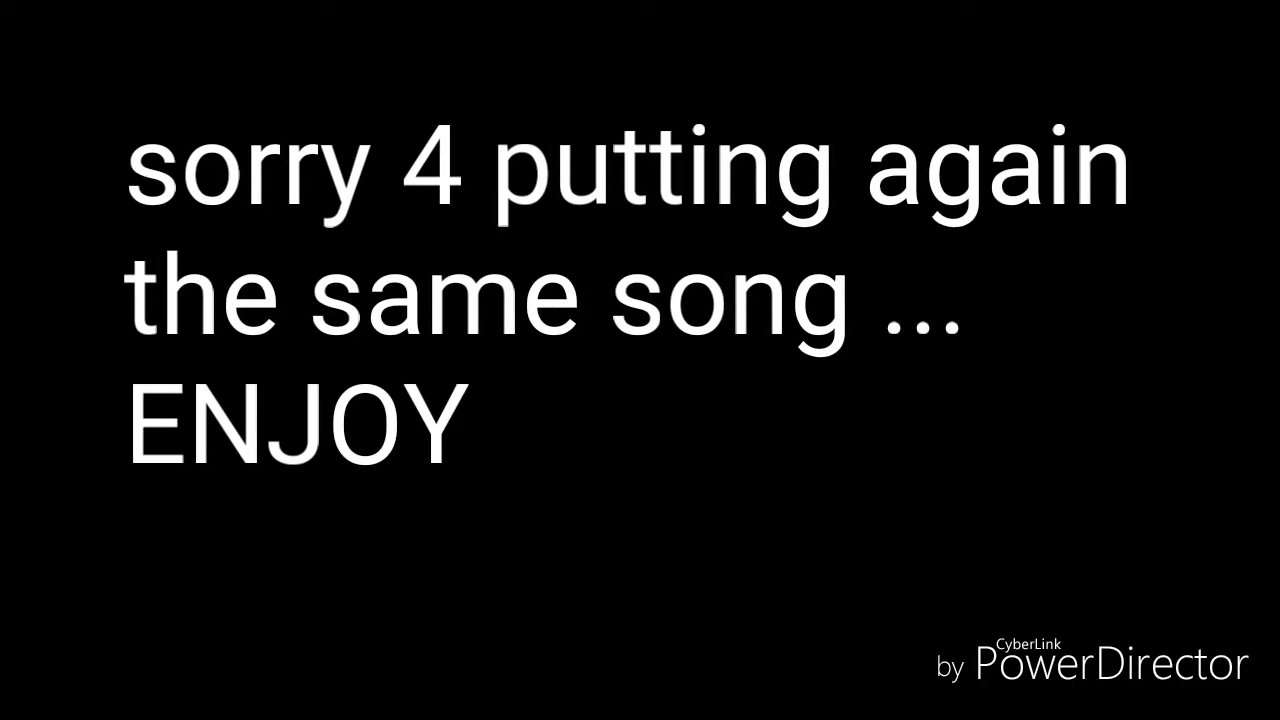 sorry 4 putting again
the same song ...
ENJOY
CyberLink
by PowerDirector